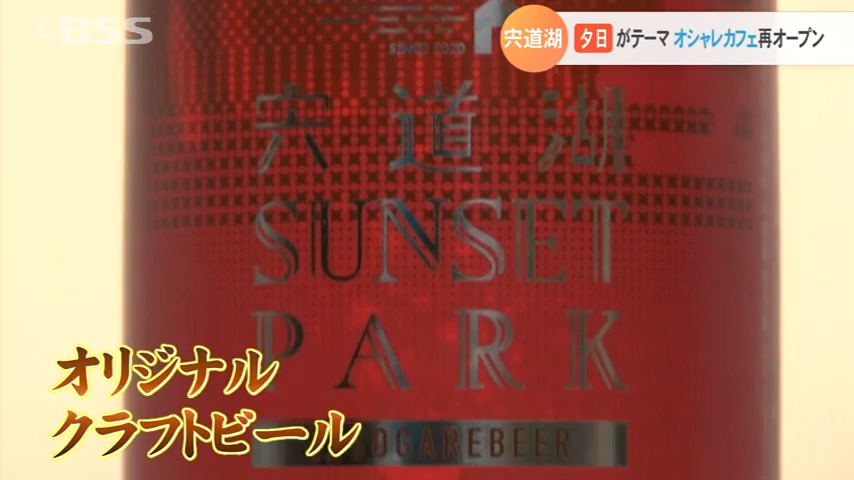 BSS
宍道湖
夕日がテーマ オシャレカフェ再オープン
SINCE 2020
宍道湖
SUNSET
PARK
オリジナル
クラフトビール